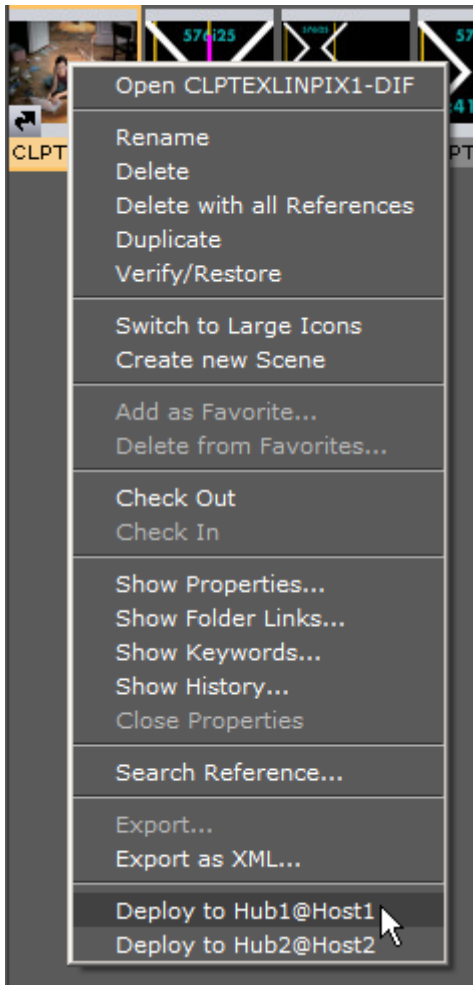 576i25
576i25
57
41
CLPT
PT
Open CLPTEXLINPIX1-DIF
Rename
Delete
Delete with all References
Duplicate
Verify/Restore
Switch to Large Icons
Create new Scene
Add as Favorite...
Delete from Favorites...
Check Out
Check In
Show Properties...
Show Folder Links...
Show Keywords...
Show History...
Close Properties
Search Reference...
Export...
Export as XML...
Deploy to Hub1@Host1
Deploy to Hub2@Host2